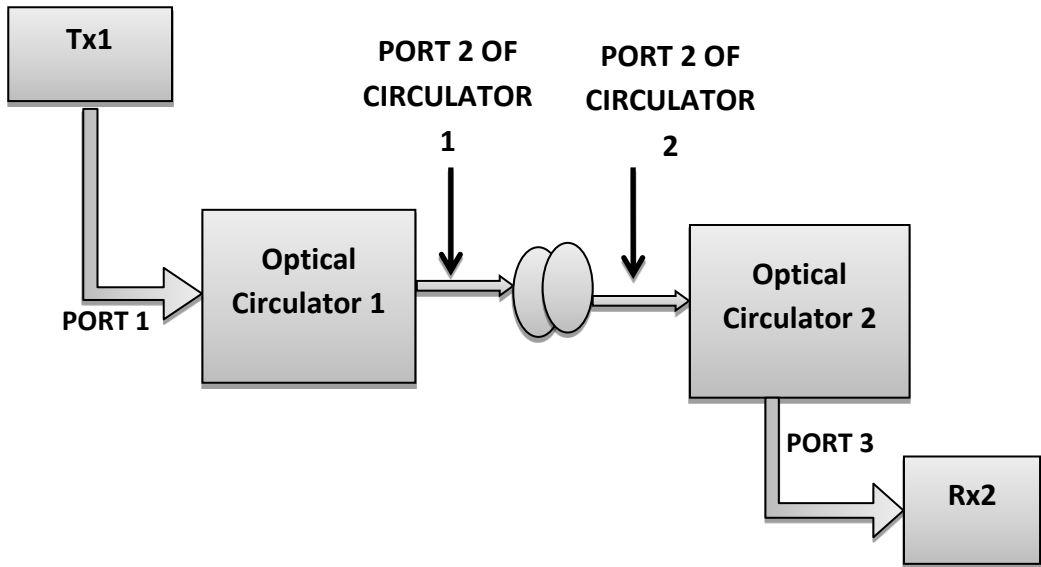 Tx1
PORT 2 OF
CIRCULATOR
1
PORT 2 OF
CIRCULATOR
2
Optical
Circulator 1
PORT 1
Optical
Circulator 2
PORT 3
Rx2